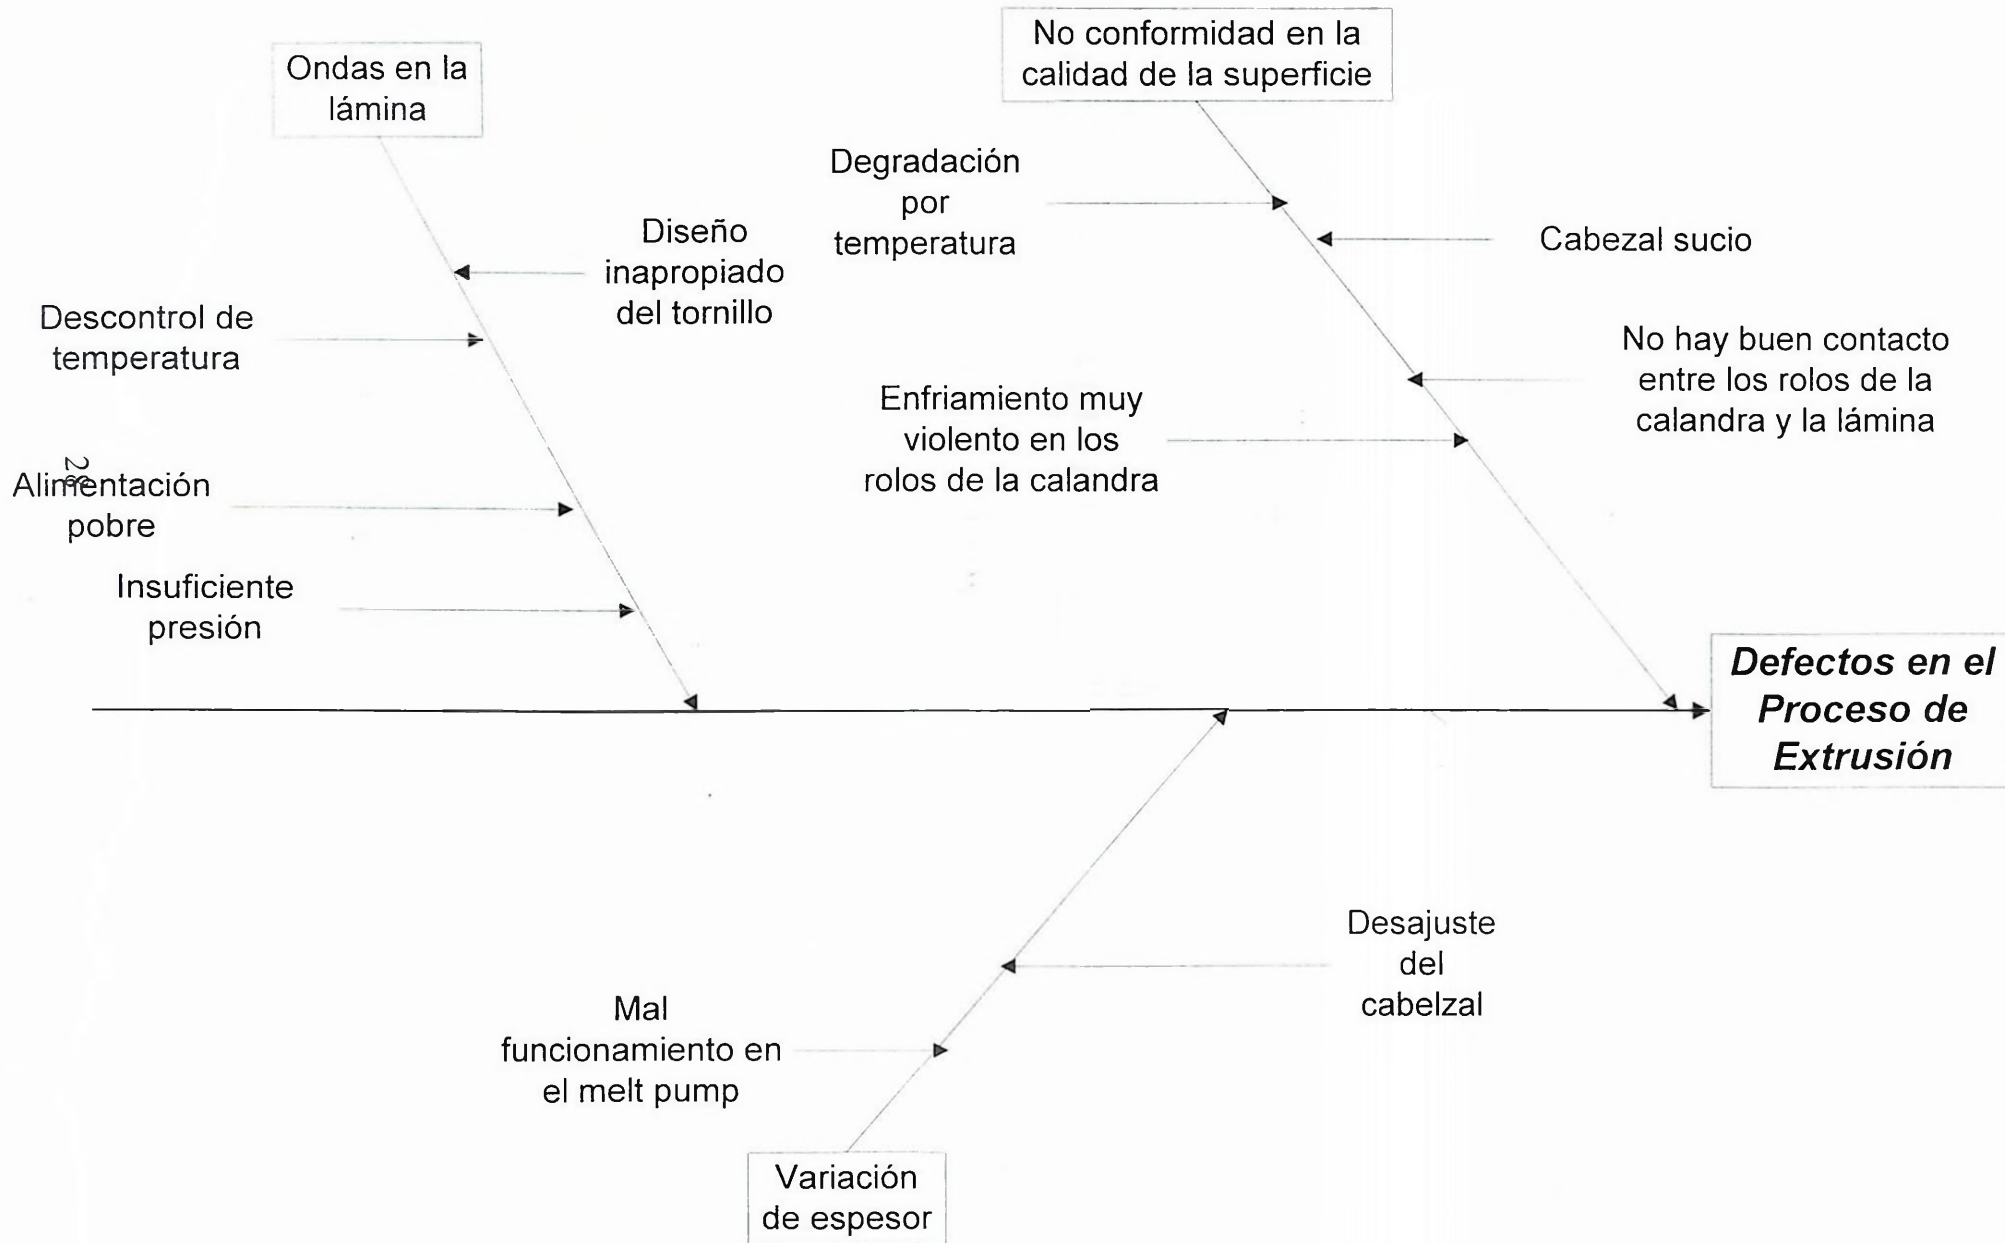 No conformidad en la
calidad de la superficie
Ondas en la
lámina
Degradación
por
temperatura
Diseño
inapropiado
del tornillo
Cabezal sucio
Descontrol de
temperatura
No hay buen contacto
entre los rolos de la
calandra y la lámina
Enfriamiento muy
violento en los
rolos de la calandra
28
Alimentación
pobre
Insuficiente
presión
Defectos en el
Proceso de
Extrusión
Desajuste
del
cabelzal
Mal
funcionamiento en
el melt pump
Variación
de espesor